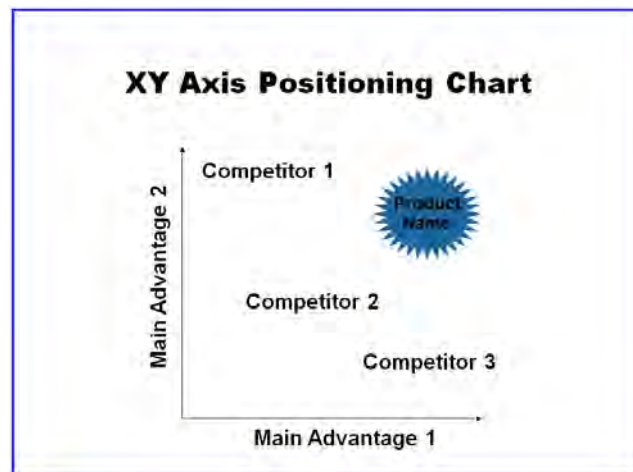 XY Axis Positioning Chart
Competitor 1
Product
Name
Main Advantage 2
Competitor 2
Competitor 3
Main Advantage 1